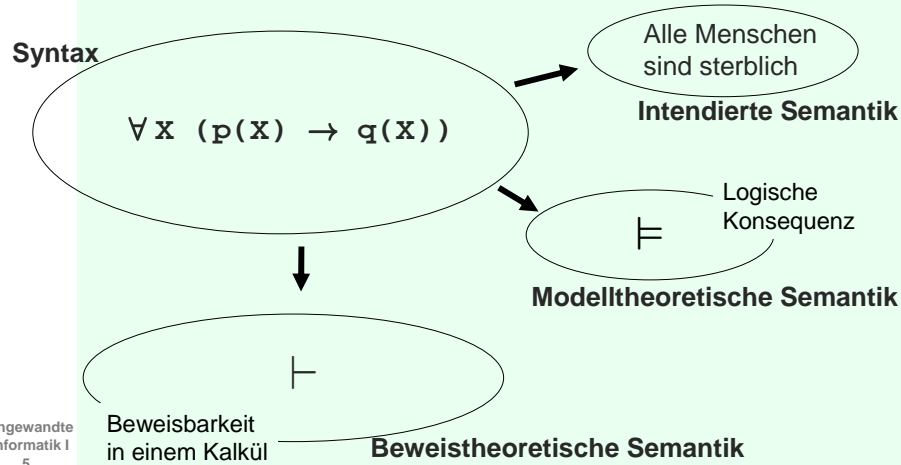 Syntax
∀ X (p(X) → q(X))
Alle Menschen
sind sterblich
Intendierte Semantik
Logische
Konsequenz
⊨
Modelltheoretische Semantik
⊢
Beweisbarkeit
in einem Kalkül
Beweistheoretische Semantik
ngewandte
nformatik I
5